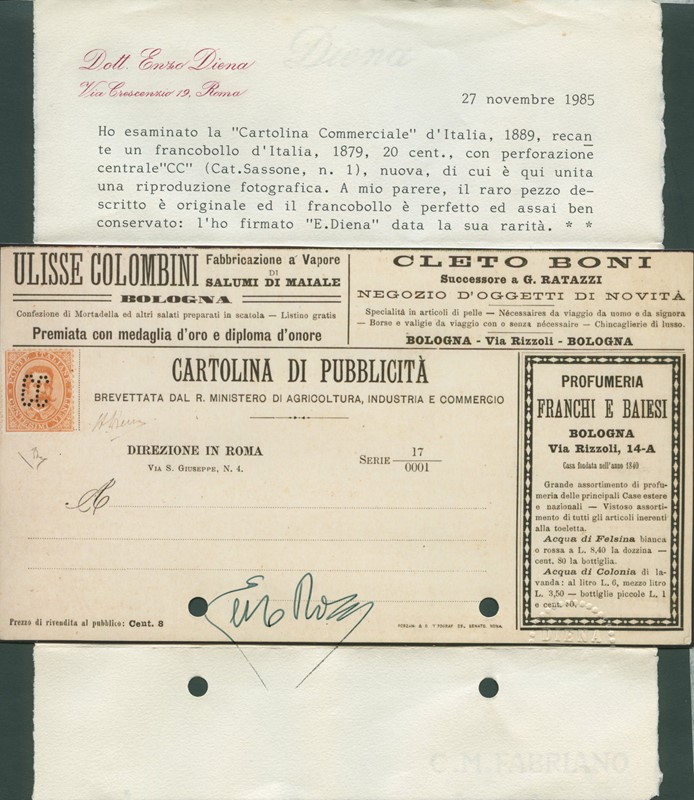 Diena
Dott. Enzo Diena
Via Crescenzio 19, Roma
27 novembre 1985
Ho esaminato la "Cartolina Commerciale" d'Italia, 1889, recan
te un francobollo d'Italia, 1879, 20 cent., con perforazione
centrale"CC" (Cat.Sassone, n. 1), nuova, di cui è qui unita
una riproduzione fotografica. A mio parere, il raro pezzo de-
scritto è originale ed il francobollo è perfetto ed assai ben
conservato: l'ho firmato "E.Diena" data la sua rarità. * *
ULISSE COLOMBINI
Fabbricazione a Vapore
DI
SALUMI DI MAIALE
BOLOGNA
Confezione di Mortadella ed altri salati preparati in scatola — Listino gratis
Premiata con medaglia d'oro e diploma d'onore
CLETO BONI
Successore a G. RATAZZI
NEGOZIO D'OGGETTI DI NOVITÀ
Specialità in articoli di pelle — Nécessaires da viaggio da uomo e da signora
— Borse e valigie da viaggio con o senza nécessaire — Chincaglierie di lusso.
BOLOGNA - Via Rizzoli - BOLOGNA
CC
CARTOLINA DI PUBBLICITÀ
BREVETTATA DAL R. MINISTERO DI AGRICOLTURA, INDUSTRIA E COMMERCIO
DIREZIONE IN ROMA
VIA S. GIUSEPPE, N. 4.
SERIE 17
0001
A
PROFUMERIA
FRANCHI E BAIESI
BOLOGNA
Via Rizzoli, 14-A
Casa fondata nell'anno 1840
Grande assortimento di profu-
meria delle principali Case estere
e nazionali — Vistoso assorti-
mento di tutti gli articoli inerenti
alla toeletta.
Acqua di Felsina bianca
o rossa a L. 8,40 la dozzina —
cent. 80 la bottiglia.
Acqua di Colonia di la-
vanda: al litro L. 6, mezzo litro
L. 3,50 — bottiglie piccole L. 1
e cent. 50.
DIENA
Prezzo di rivendita al pubblico: Cent. 8
C. M. FABRIANO